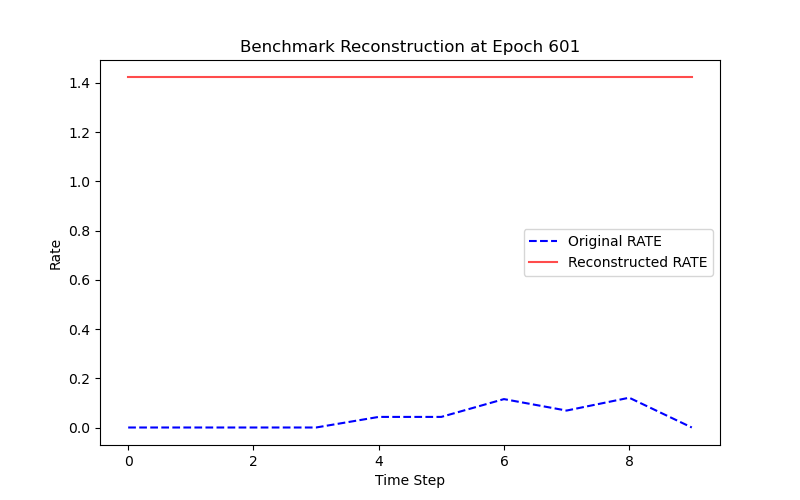 Benchmark Reconstruction at Epoch 601
1.4
1.2
1.0
0.8
0.6
0.4
0.2
0.0
Rate
Original RATE
Reconstructed RATE
0 2 4 6 8
Time Step